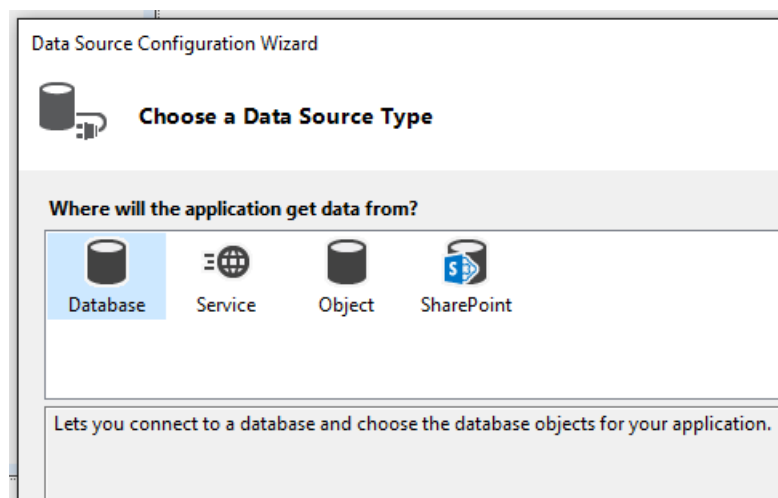 Data Source Configuration Wizard
Choose a Data Source Type
Where will the application get data from?
Database Service Object SharePoint
Lets you connect to a database and choose the database objects for your application.